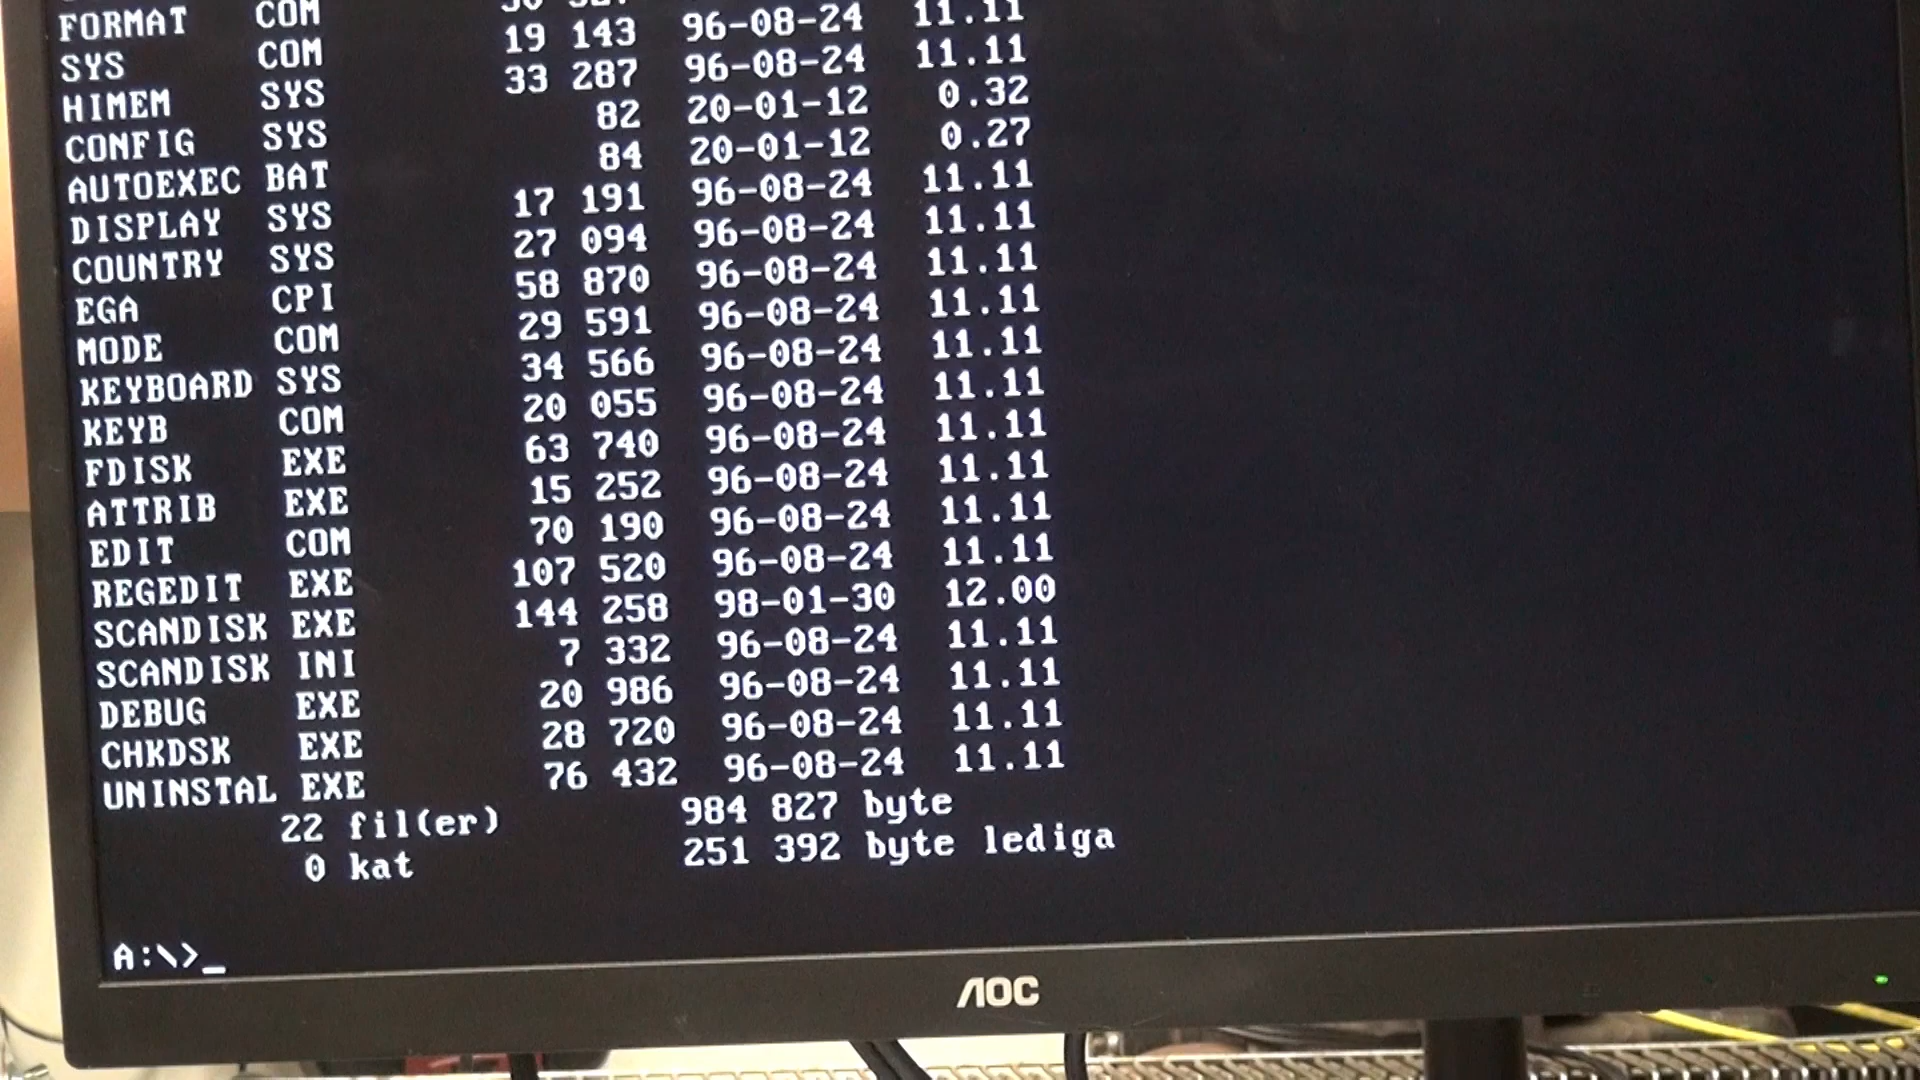 FORMAT COM
SYS COM 19 143 96-08-24 11.11
HIMEM SYS 33 287 96-08-24 11.11
CONFIG SYS 82 20-01-12 0.32
AUTOEXEC BAT 84 20-01-12 0.27
DISPLAY SYS 17 191 96-08-24 11.11
COUNTRY SYS 27 094 96-08-24 11.11
EGA CPI 58 870 96-08-24 11.11
MODE COM 29 591 96-08-24 11.11
KEYBOARD SYS 34 566 96-08-24 11.11
KEYB COM 20 055 96-08-24 11.11
FDISK EXE 63 740 96-08-24 11.11
ATTRIB EXE 15 252 96-08-24 11.11
EDIT COM 70 190 96-08-24 11.11
REGEDIT EXE 107 520 96-08-24 11.11
SCANDISK EXE 144 258 98-01-30 12.00
SCANDISK INI 7 332 96-08-24 11.11
DEBUG EXE 20 986 96-08-24 11.11
CHKDSK EXE 28 720 96-08-24 11.11
UNINSTAL EXE 76 432 96-08-24 11.11
22 fil(er) 984 827 byte
0 kat 251 392 byte lediga
A:\>_
AOC